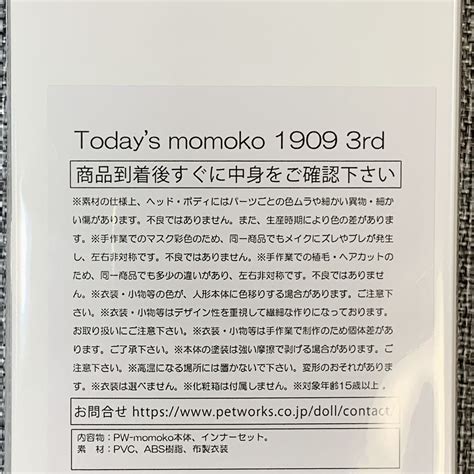 Today's momoko 1909 3rd
商品到着後すぐに中身をご確認下さい
※素材の仕様上、ヘッド・ボディにはパーツごとの色ムラや細かい異物・細か
い傷があります。不良ではありません。また、生産時期により色の差がありま
す。※手作業でのマスク彩色のため、同一商品でもメイクにズレやブレが発生
し、左右非対称です。不良ではありません。※手作業での植毛・ヘアカットの
ため、同一商品でも多少の違いがあり、左右非対称です。不良ではありませ
ん。※衣装・小物等の色が、人形本体に色移りする場合があります。ご注意下
さい。※衣装・小物等はデザイン性を重視して繊細な作りになっております。
お取り扱いにご注意下さい。※衣装・小物等は手作業で制作のため個体差があ
ります。ご了承下さい。※本体の塗装は強い摩擦で剥げる場合があります。ご
注意下さい。※高温になる場所には置かないで下さい。変形のおそれがありま
す。※衣装は選べません。※化粧箱は付属しません。※対象年齢15歳以上。
お問合せ https://www.petworks.co.jp/doll/contact/
内容物：PW-momoko本体、インナーセット。
素　材：PVC、ABS樹脂、布製衣装